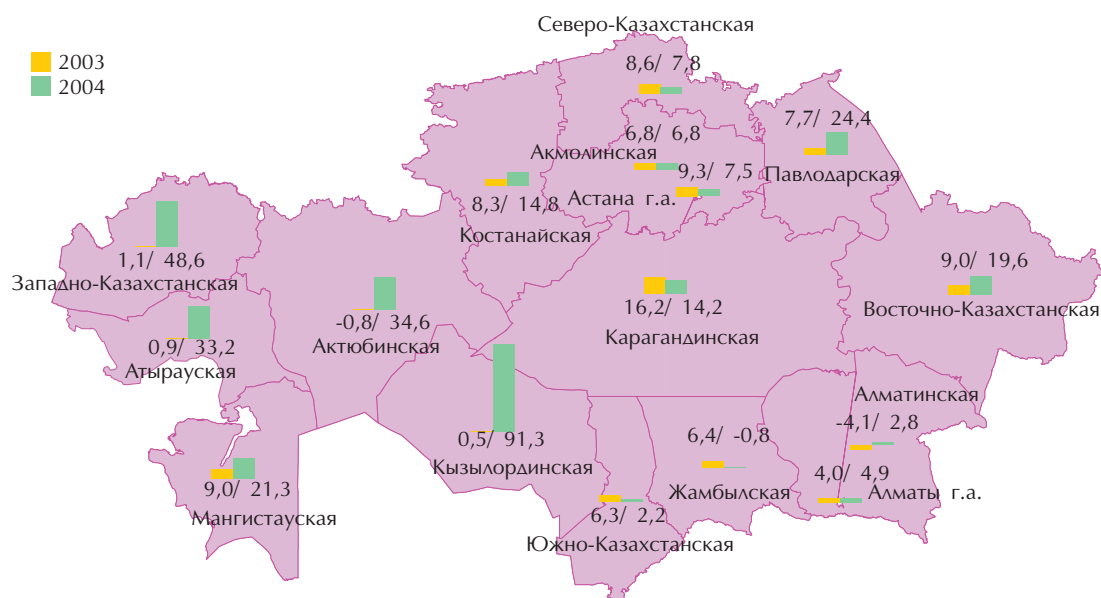 Северо-Казахстанская
2003
2004
8,6/ 7,8
7,7/ 24,4
6,8/ 6,8
Акмолинская
9,3/ 7,5
Павлодарская
Астана г.а.
8,3/ 14,8
Костанайская
1,1/ 48,6
Западно-Казахстанская
9,0/ 19,6
Восточно-Казахстанская
16,2/ 14,2
Карагандинская
-0,8/ 34,6
Актюбинская
0,9/ 33,2
Атырауская
Алматинская
-4,1/ 2,8
0,5/ 91,3
Кызылординская
6,4/ -0,8
Жамбылская
4,0/ 4,9
Алматы г.а.
9,0/ 21,3
Мангистауская
6,3/ 2,2
Южно-Казахстанская